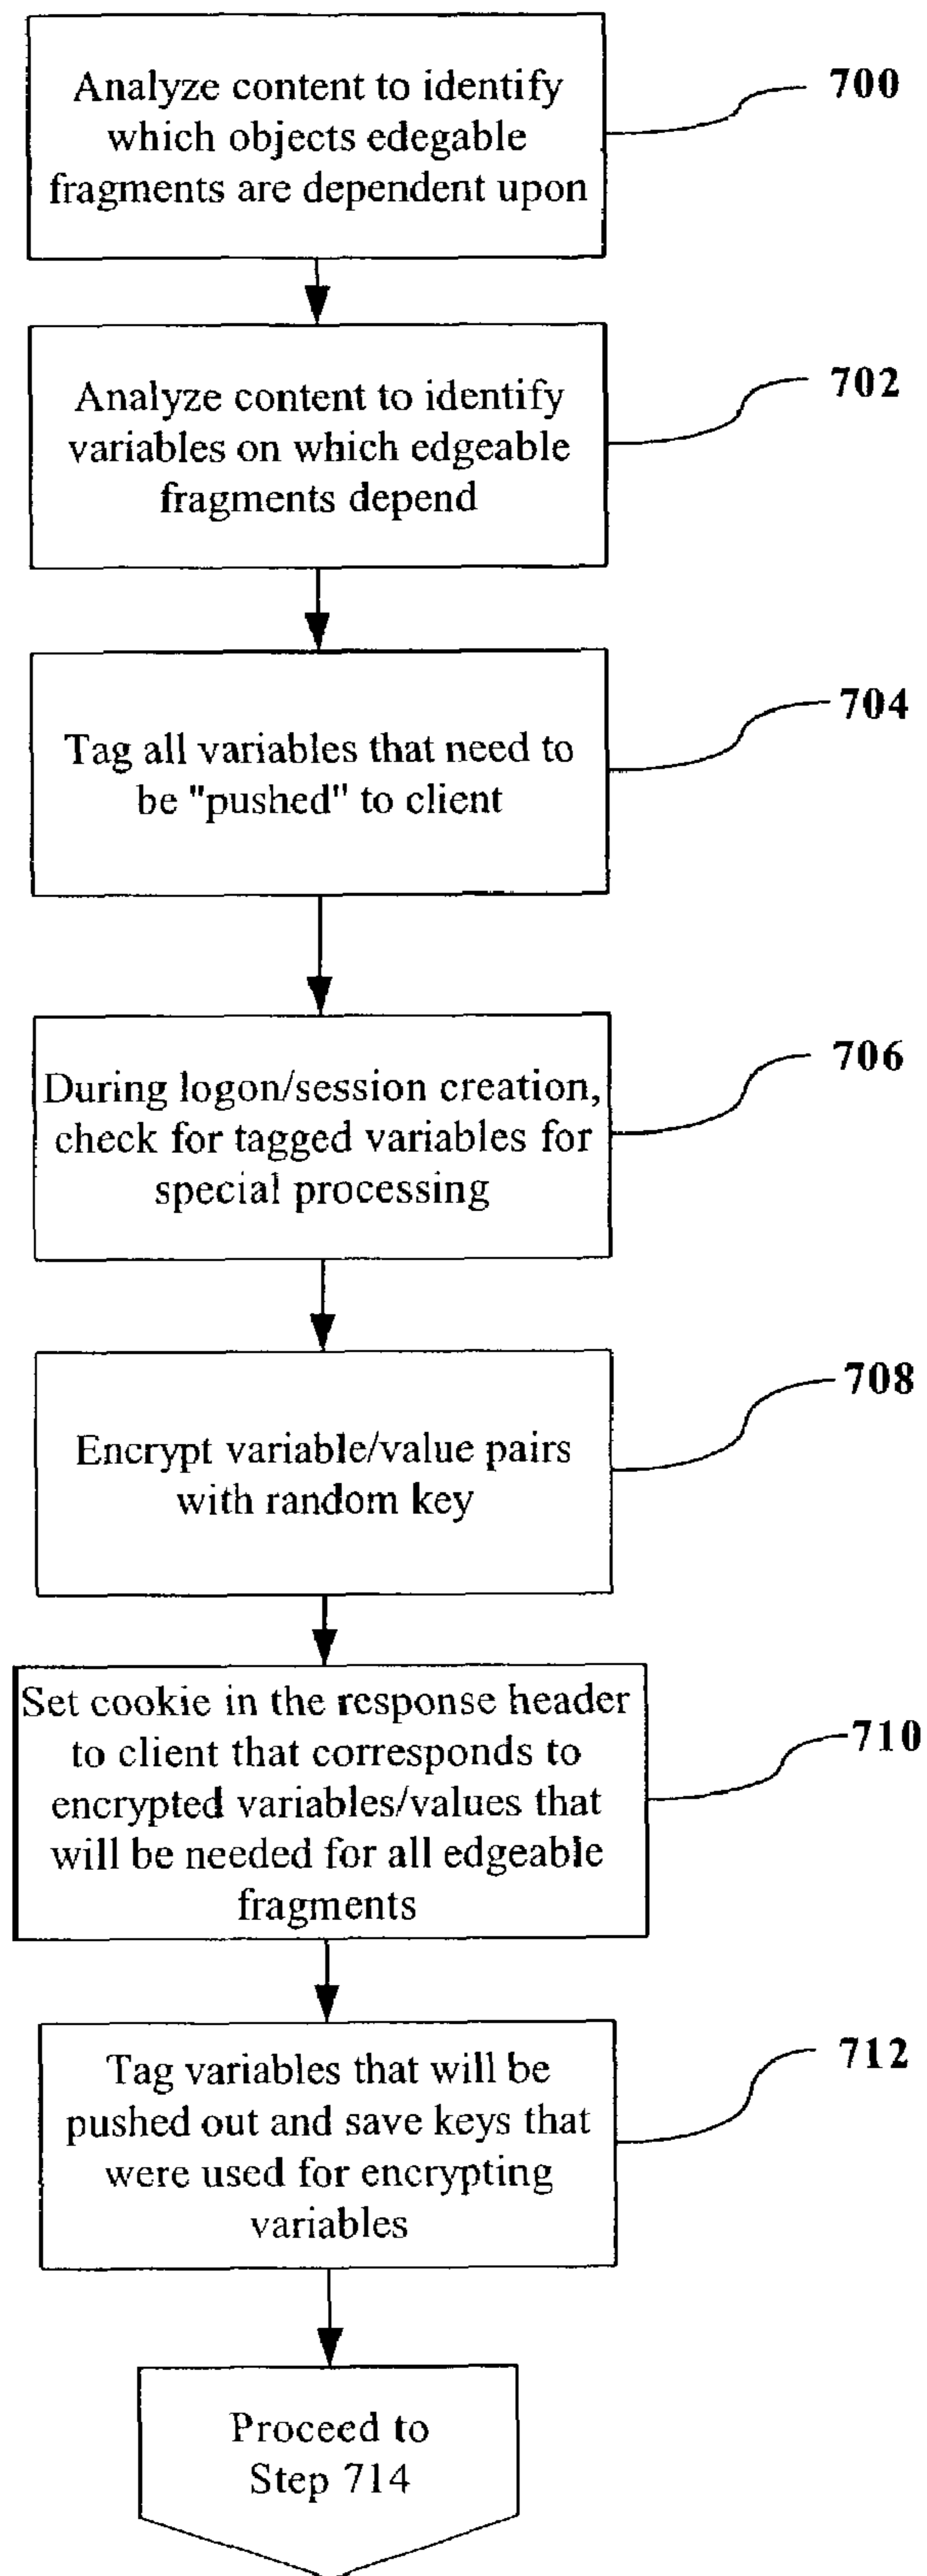 Analyze content to identify
which objects edegable
fragments are dependent upon
700
Analyze content to identify
variables on which edgeable
fragments depend
702
Tag all variables that need to
be "pushed" to client
704
During logon/session creation,
check for tagged variables for
special processing
706
Encrypt variable/value pairs
with random key
708
Set cookie in the response header
to client that corresponds to
encrypted variables/values that
will be needed for all edgeable
fragments
710
Tag variables that will be
pushed out and save keys that
were used for encrypting
variables
712
Proceed to
Step 714